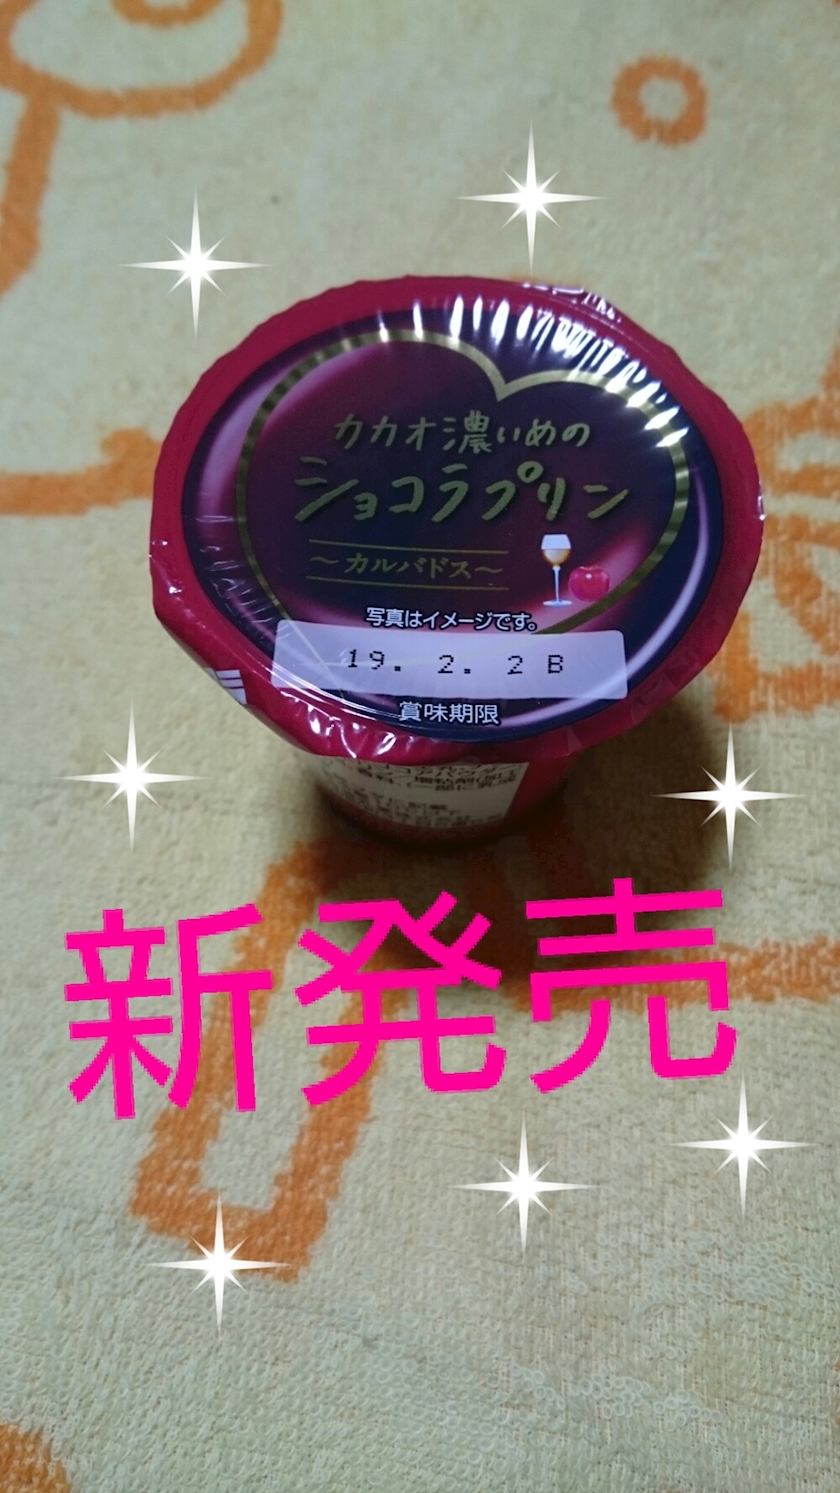 カカオ濃いめの
ショコラプリン
～カルバドス～
写真はイメージです。
19. 2. 2 B
賞味期限
新発売